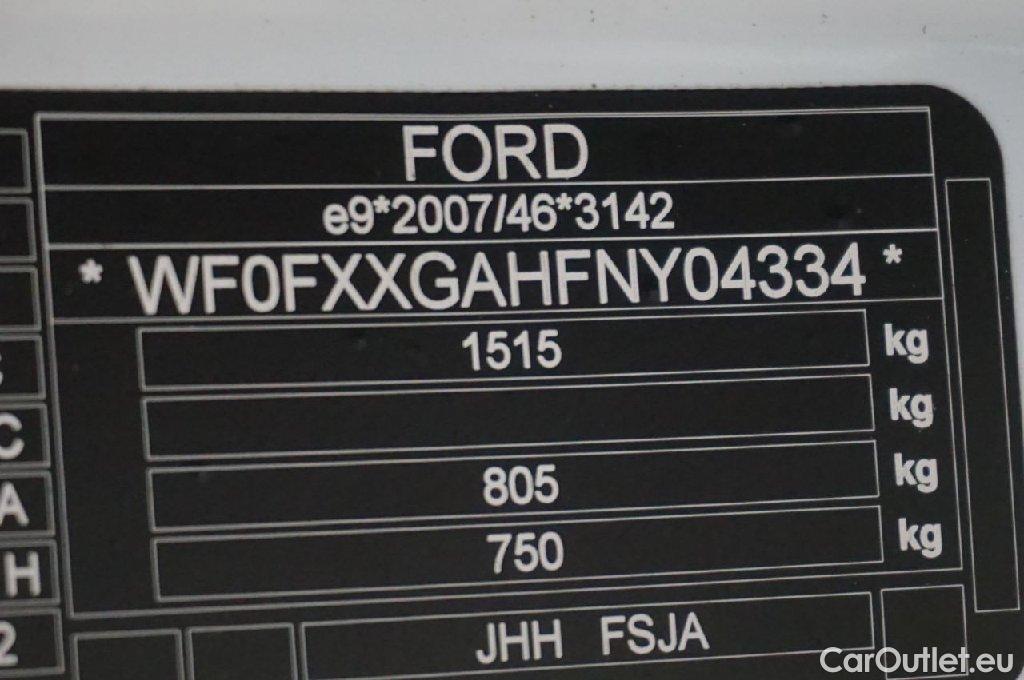 FORD
e9*2007/46*3142
* WF0FXXGAHFNY04334 *
1515 kg
kg
C
805 kg
A
750 kg
H
2
JHH FSJA
CarOutlet.eu